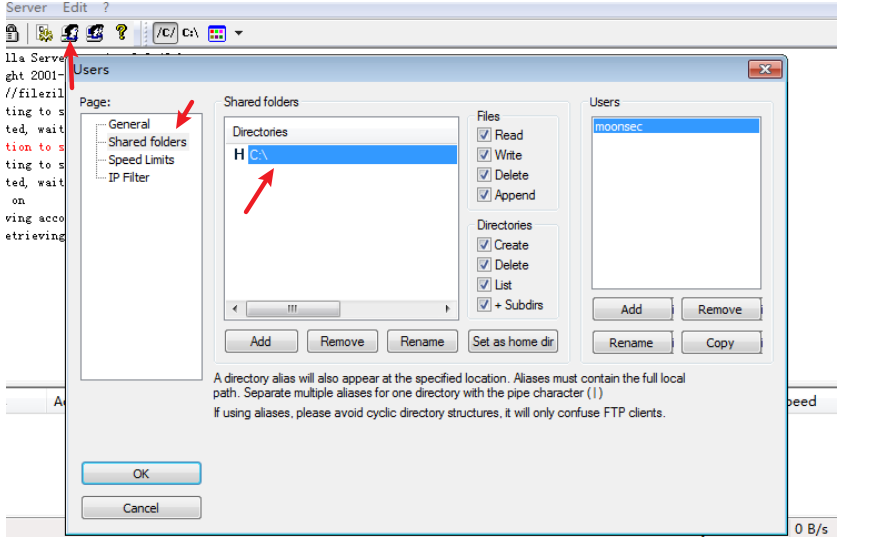 Server Edit ?
/C/ C:\
lla Serve
ght 2001-
Users
//filezil
ting to s
ted, wait
tion to s
ting to s
ted, wait
on
ving acco
etrieving
Page:
General
Shared folders
Speed Limits
IP Filter
Shared folders
Directories
H C:\
Files
Read
Write
Delete
Append
Directories
Create
Delete
List
+ Subdirs
Add Remove Rename Set as home dir
Users
moonsec
Add Remove
Rename Copy
A directory alias will also appear at the specified location. Aliases must contain the full local
path. Separate multiple aliases for one directory with the pipe character (|)
If using aliases, please avoid cyclic directory structures, it will only confuse FTP clients.
OK
Cancel
0 B/s